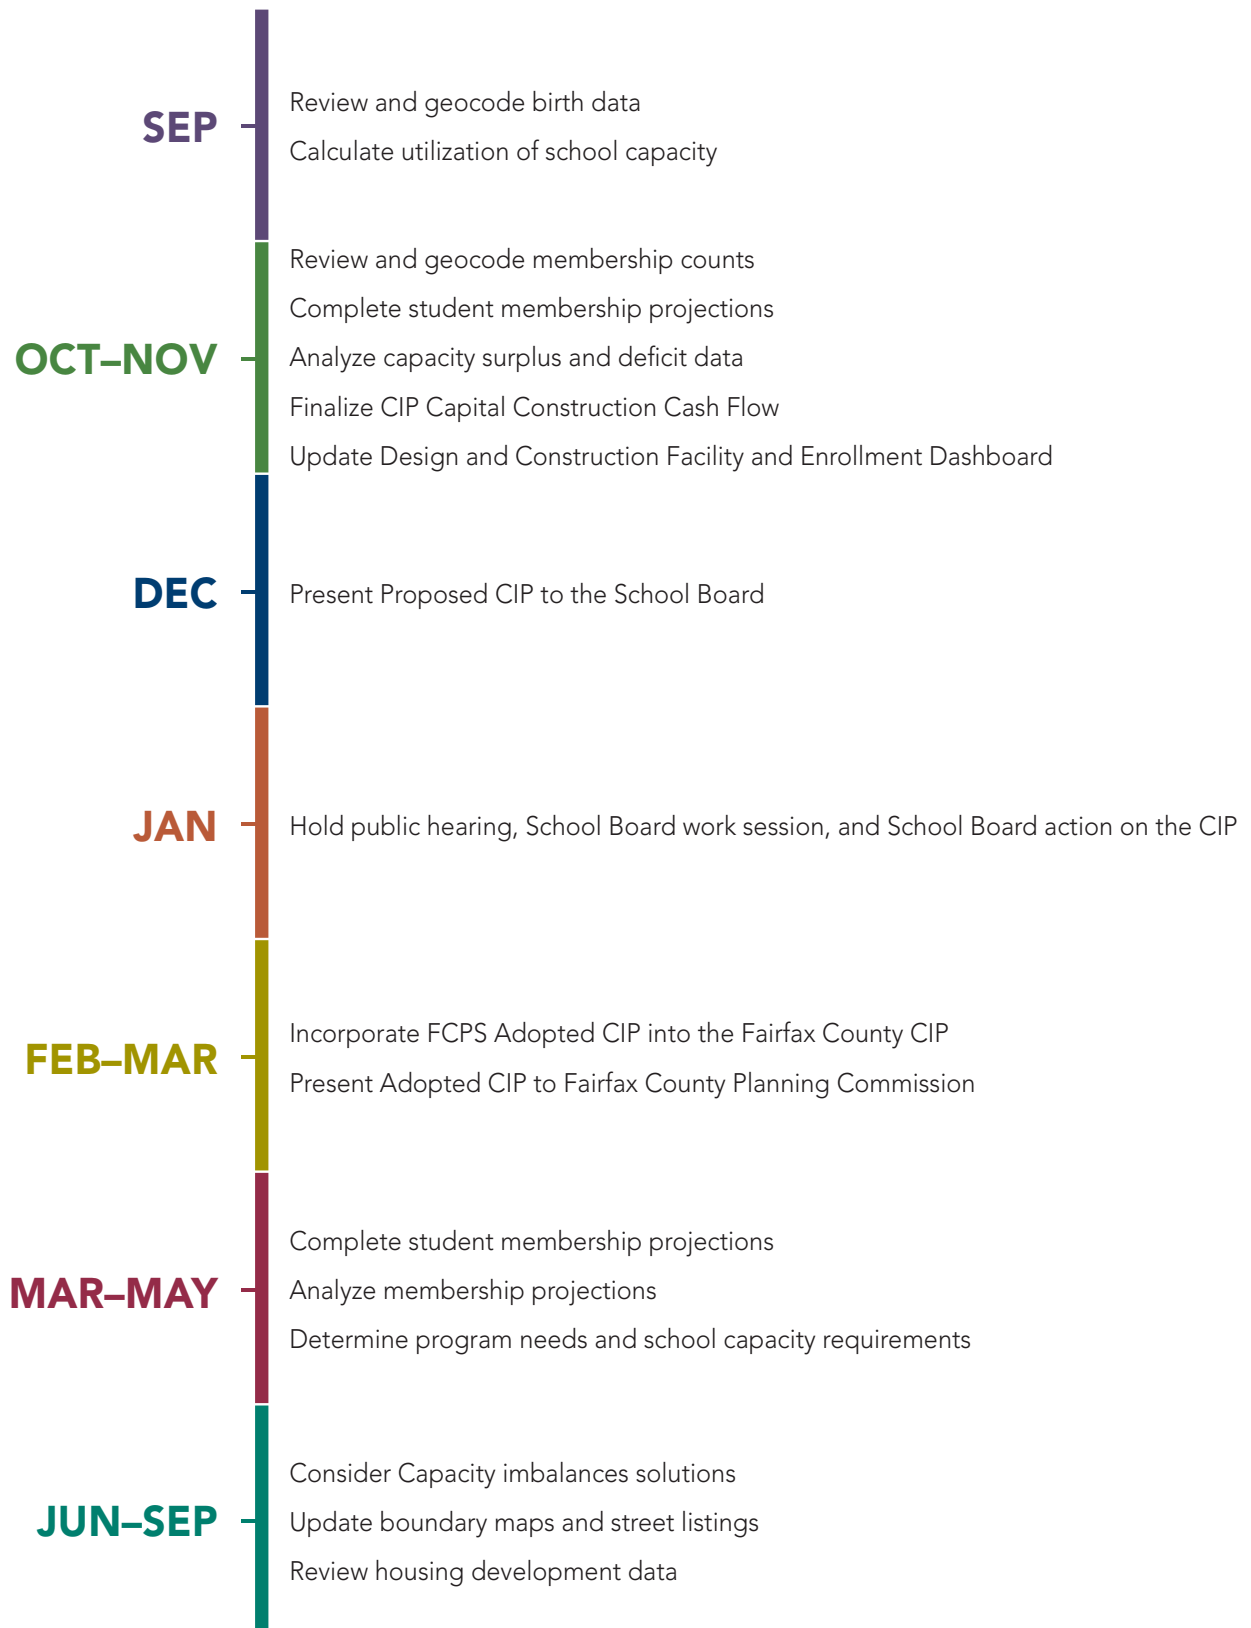 SEP
Review and geocode birth data
Calculate utilization of school capacity
OCT–NOV
Review and geocode membership counts
Complete student membership projections
Analyze capacity surplus and deficit data
Finalize CIP Capital Construction Cash Flow
Update Design and Construction Facility and Enrollment Dashboard
DEC
Present Proposed CIP to the School Board
JAN
Hold public hearing, School Board work session, and School Board action on the CIP
FEB–MAR
Incorporate FCPS Adopted CIP into the Fairfax County CIP
Present Adopted CIP to Fairfax County Planning Commission
MAR–MAY
Complete student membership projections
Analyze membership projections
Determine program needs and school capacity requirements
JUN–SEP
Consider Capacity imbalances solutions
Update boundary maps and street listings
Review housing development data